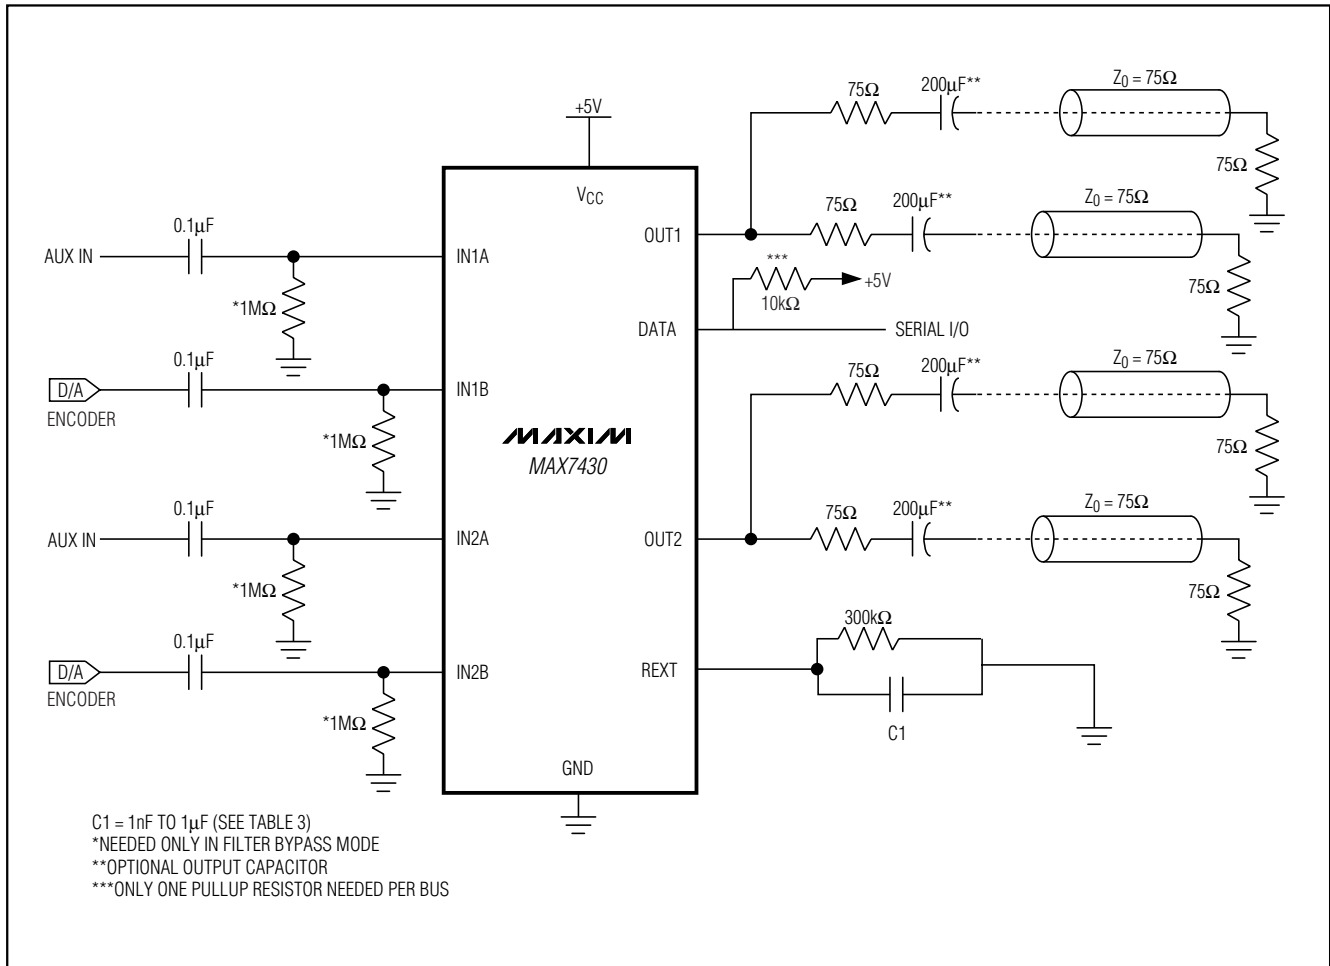 75Ω
200µF**
Z0 = 75Ω
+5V
75Ω
VCC
75Ω
200µF**
Z0 = 75Ω
0.1µF
OUT1
AUX IN
IN1A
***
+5V
75Ω
*1MΩ
10kΩ
DATA
SERIAL I/O
0.1µF
75Ω
200µF**
Z0 = 75Ω
D/A
IN1B
ENCODER
*1MΩ
MAXIM
75Ω
MAX7430
0.1µF
75Ω
200µF**
Z0 = 75Ω
AUX IN
IN2A
OUT2
*1MΩ
75Ω
300kΩ
0.1µF
D/A
IN2B
REXT
ENCODER
*1MΩ
C1
GND
C1 = 1nF TO 1µF (SEE TABLE 3)
*NEEDED ONLY IN FILTER BYPASS MODE
**OPTIONAL OUTPUT CAPACITOR
***ONLY ONE PULLUP RESISTOR NEEDED PER BUS